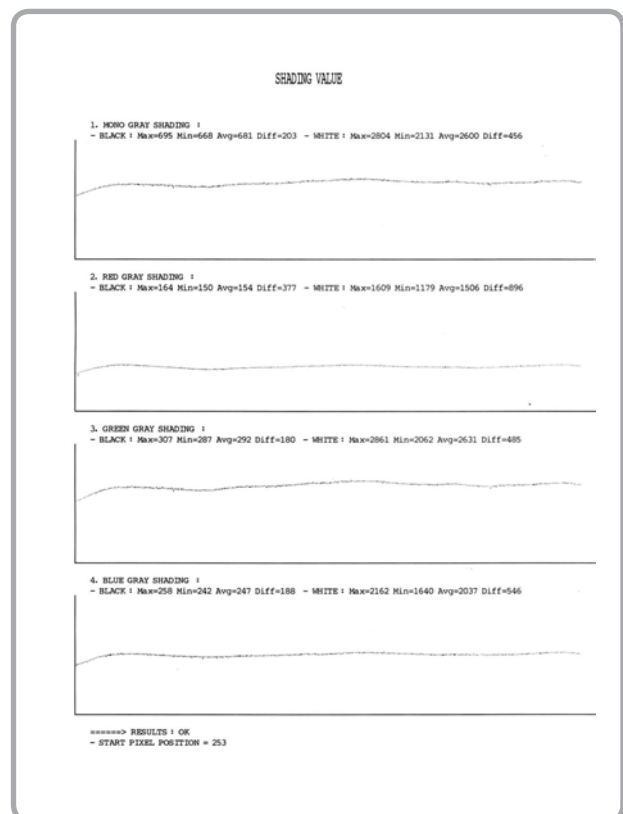 SHADING VALUE
1. MONO GRAY SHADING :
- BLACK : Max=695 Min=668 Avg=681 Diff=203 - WHITE : Max=2804 Min=2131 Avg=2600 Diff=456
2. RED GRAY SHADING :
- BLACK : Max=164 Min=150 Avg=154 Diff=377 - WHITE : Max=1609 Min=1179 Avg=1506 Diff=896
3. GREEN GRAY SHADING :
- BLACK : Max=307 Min=287 Avg=292 Diff=180 - WHITE : Max=2861 Min=2062 Avg=2631 Diff=485
4. BLUE GRAY SHADING :
- BLACK : Max=258 Min=242 Avg=247 Diff=188 - WHITE : Max=2162 Min=1640 Avg=2037 Diff=546
======> RESULTS : OK
- START PIXEL POSITION = 253